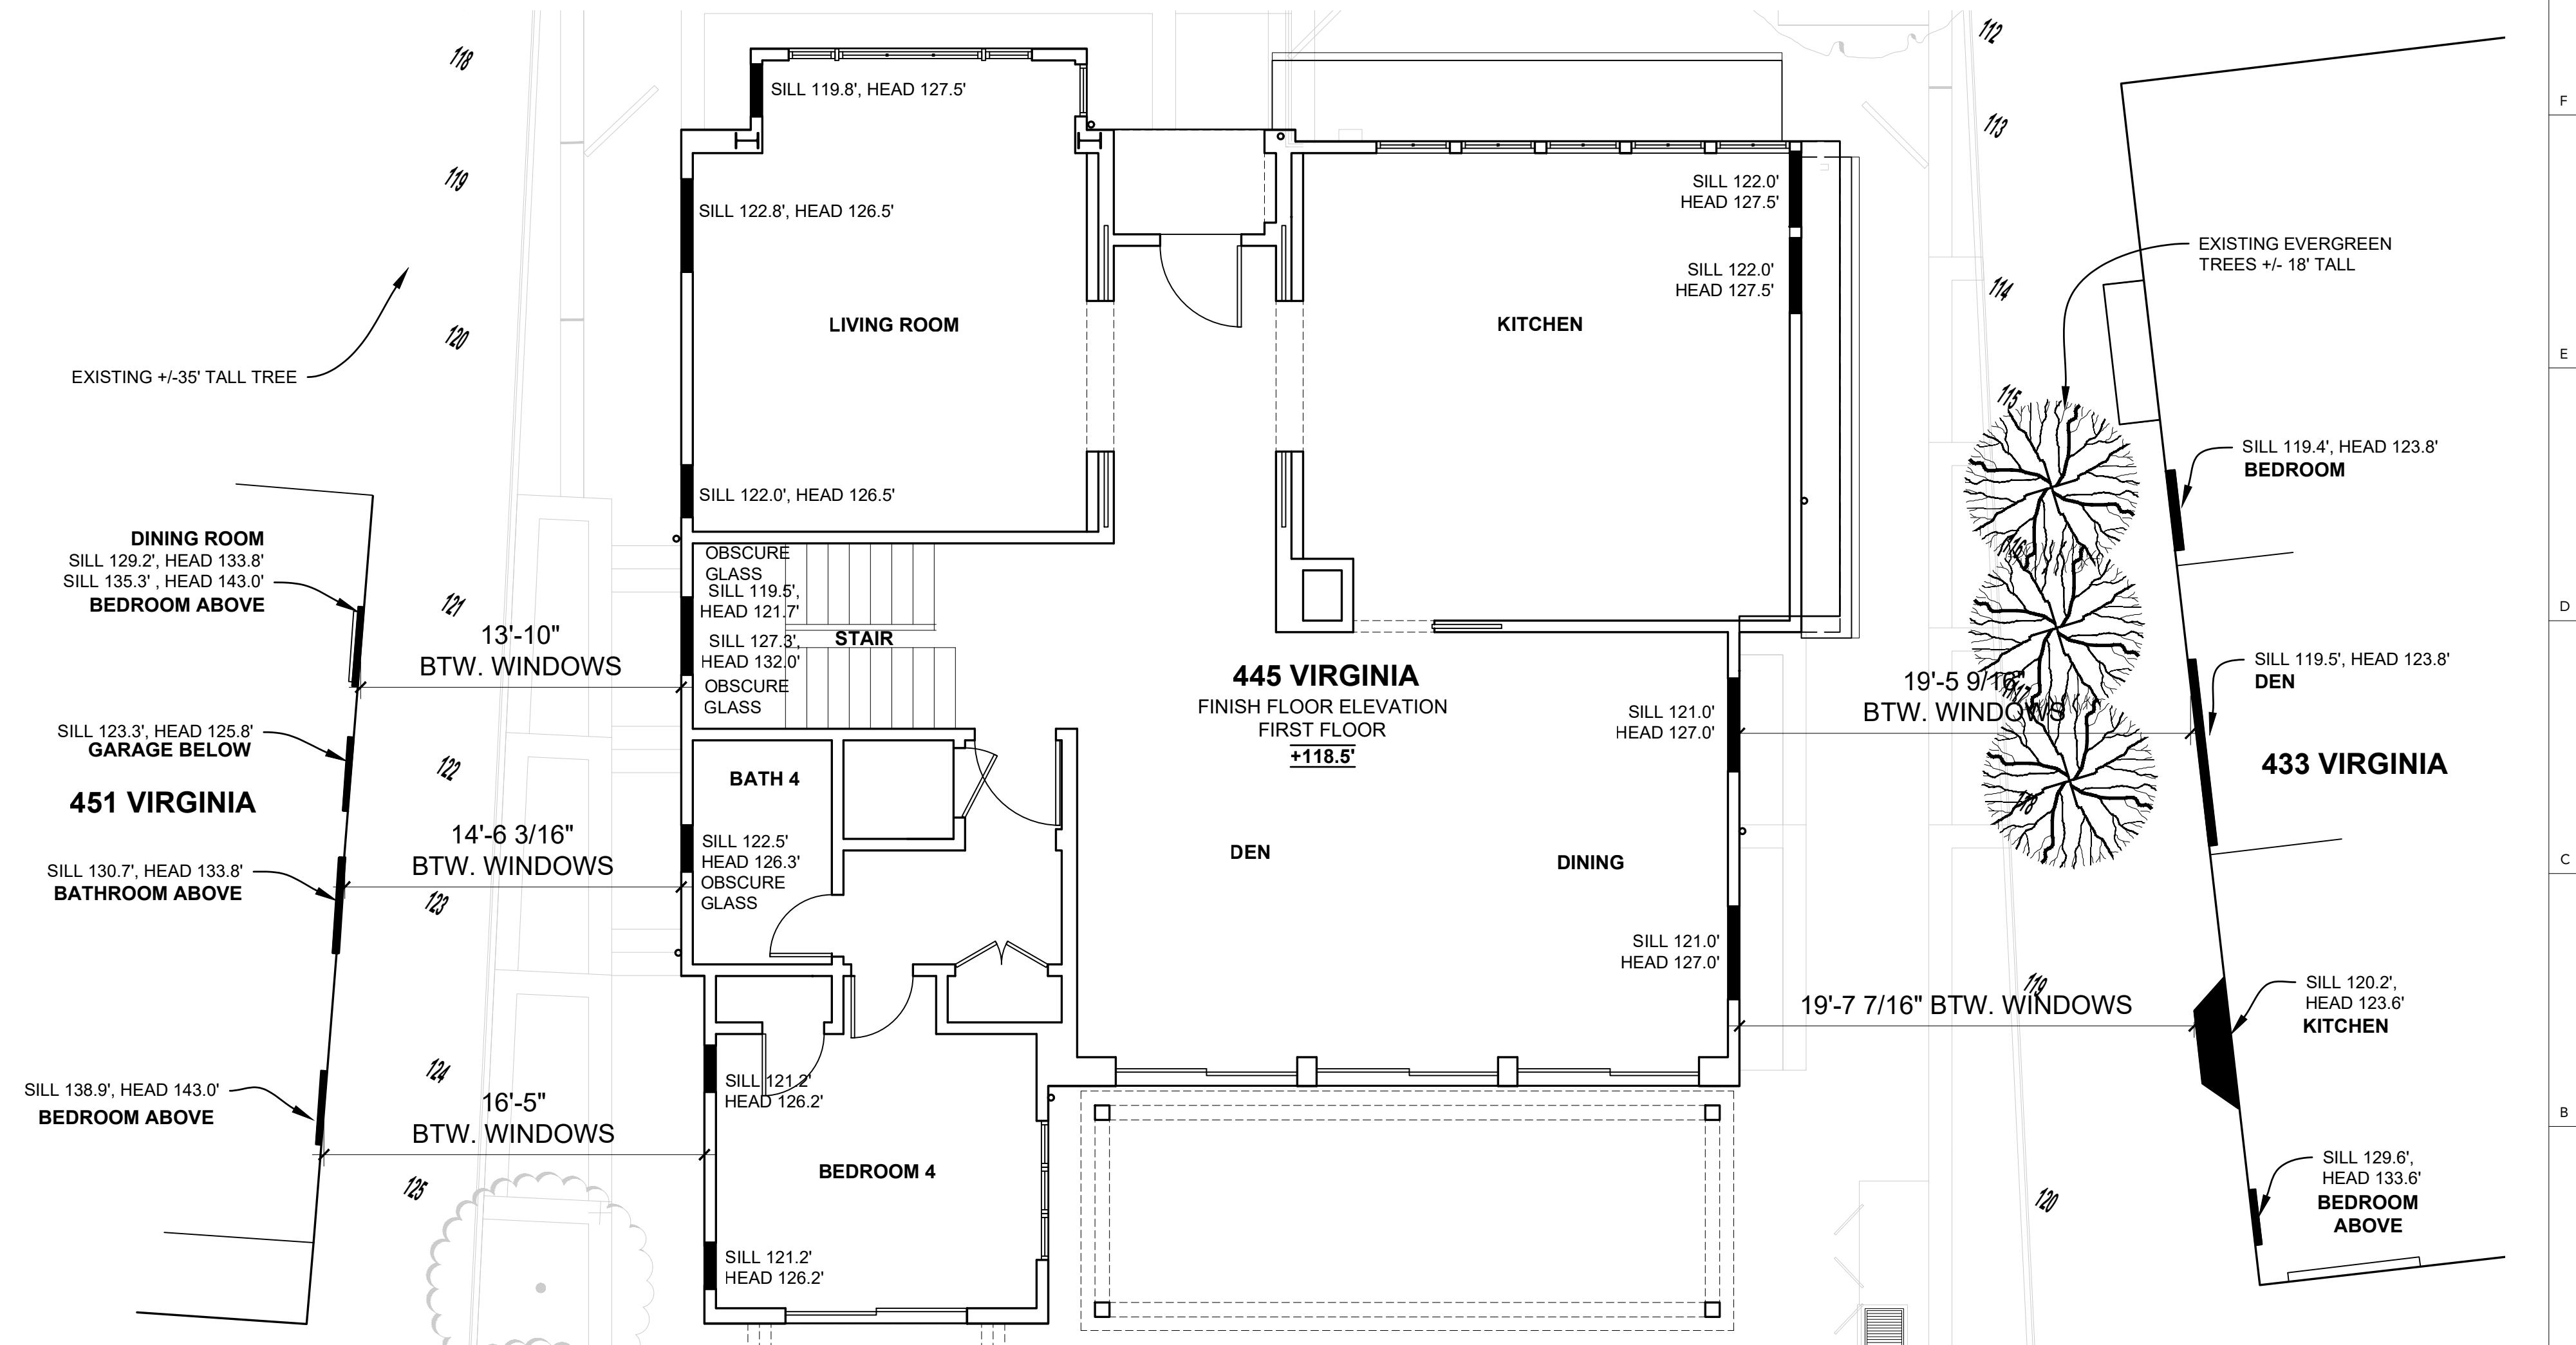 118
119
120
EXISTING +/-35' TALL TREE
DINING ROOM
SILL 129.2', HEAD 133.8'
SILL 135.3' , HEAD 143.0'
BEDROOM ABOVE
121
13'-10"
BTW. WINDOWS
SILL 123.3', HEAD 125.8'
GARAGE BELOW
122
451 VIRGINIA
14'-6 3/16"
BTW. WINDOWS
SILL 130.7', HEAD 133.8'
BATHROOM ABOVE
123
124
SILL 138.9', HEAD 143.0'
BEDROOM ABOVE
16'-5"
BTW. WINDOWS
125
SILL 119.8', HEAD 127.5'
SILL 122.8', HEAD 126.5'
LIVING ROOM
SILL 122.0', HEAD 126.5'
OBSCURE
GLASS
SILL 119.5',
HEAD 121.7'
SILL 127.3',
HEAD 132.0'
OBSCURE
GLASS
STAIR
BATH 4
SILL 122.5'
HEAD 126.3'
OBSCURE
GLASS
SILL 121.2'
HEAD 126.2'
BEDROOM 4
SILL 121.2'
HEAD 126.2'
SILL 122.0'
HEAD 127.5'
SILL 122.0'
HEAD 127.5'
KITCHEN
445 VIRGINIA
FINISH FLOOR ELEVATION
FIRST FLOOR
+118.5'
SILL 121.0'
HEAD 127.0'
DEN
DINING
SILL 121.0'
HEAD 127.0'
112
113
114
115
116
117
118
119
120
EXISTING EVERGREEN
TREES +/- 18' TALL
SILL 119.4', HEAD 123.8'
BEDROOM
19'-5 9/16"
BTW. WINDOWS
SILL 119.5', HEAD 123.8'
DEN
433 VIRGINIA
19'-7 7/16" BTW. WINDOWS
SILL 120.2',
HEAD 123.6'
KITCHEN
SILL 129.6',
HEAD 133.6'
BEDROOM
ABOVE
F
E
D
C
B